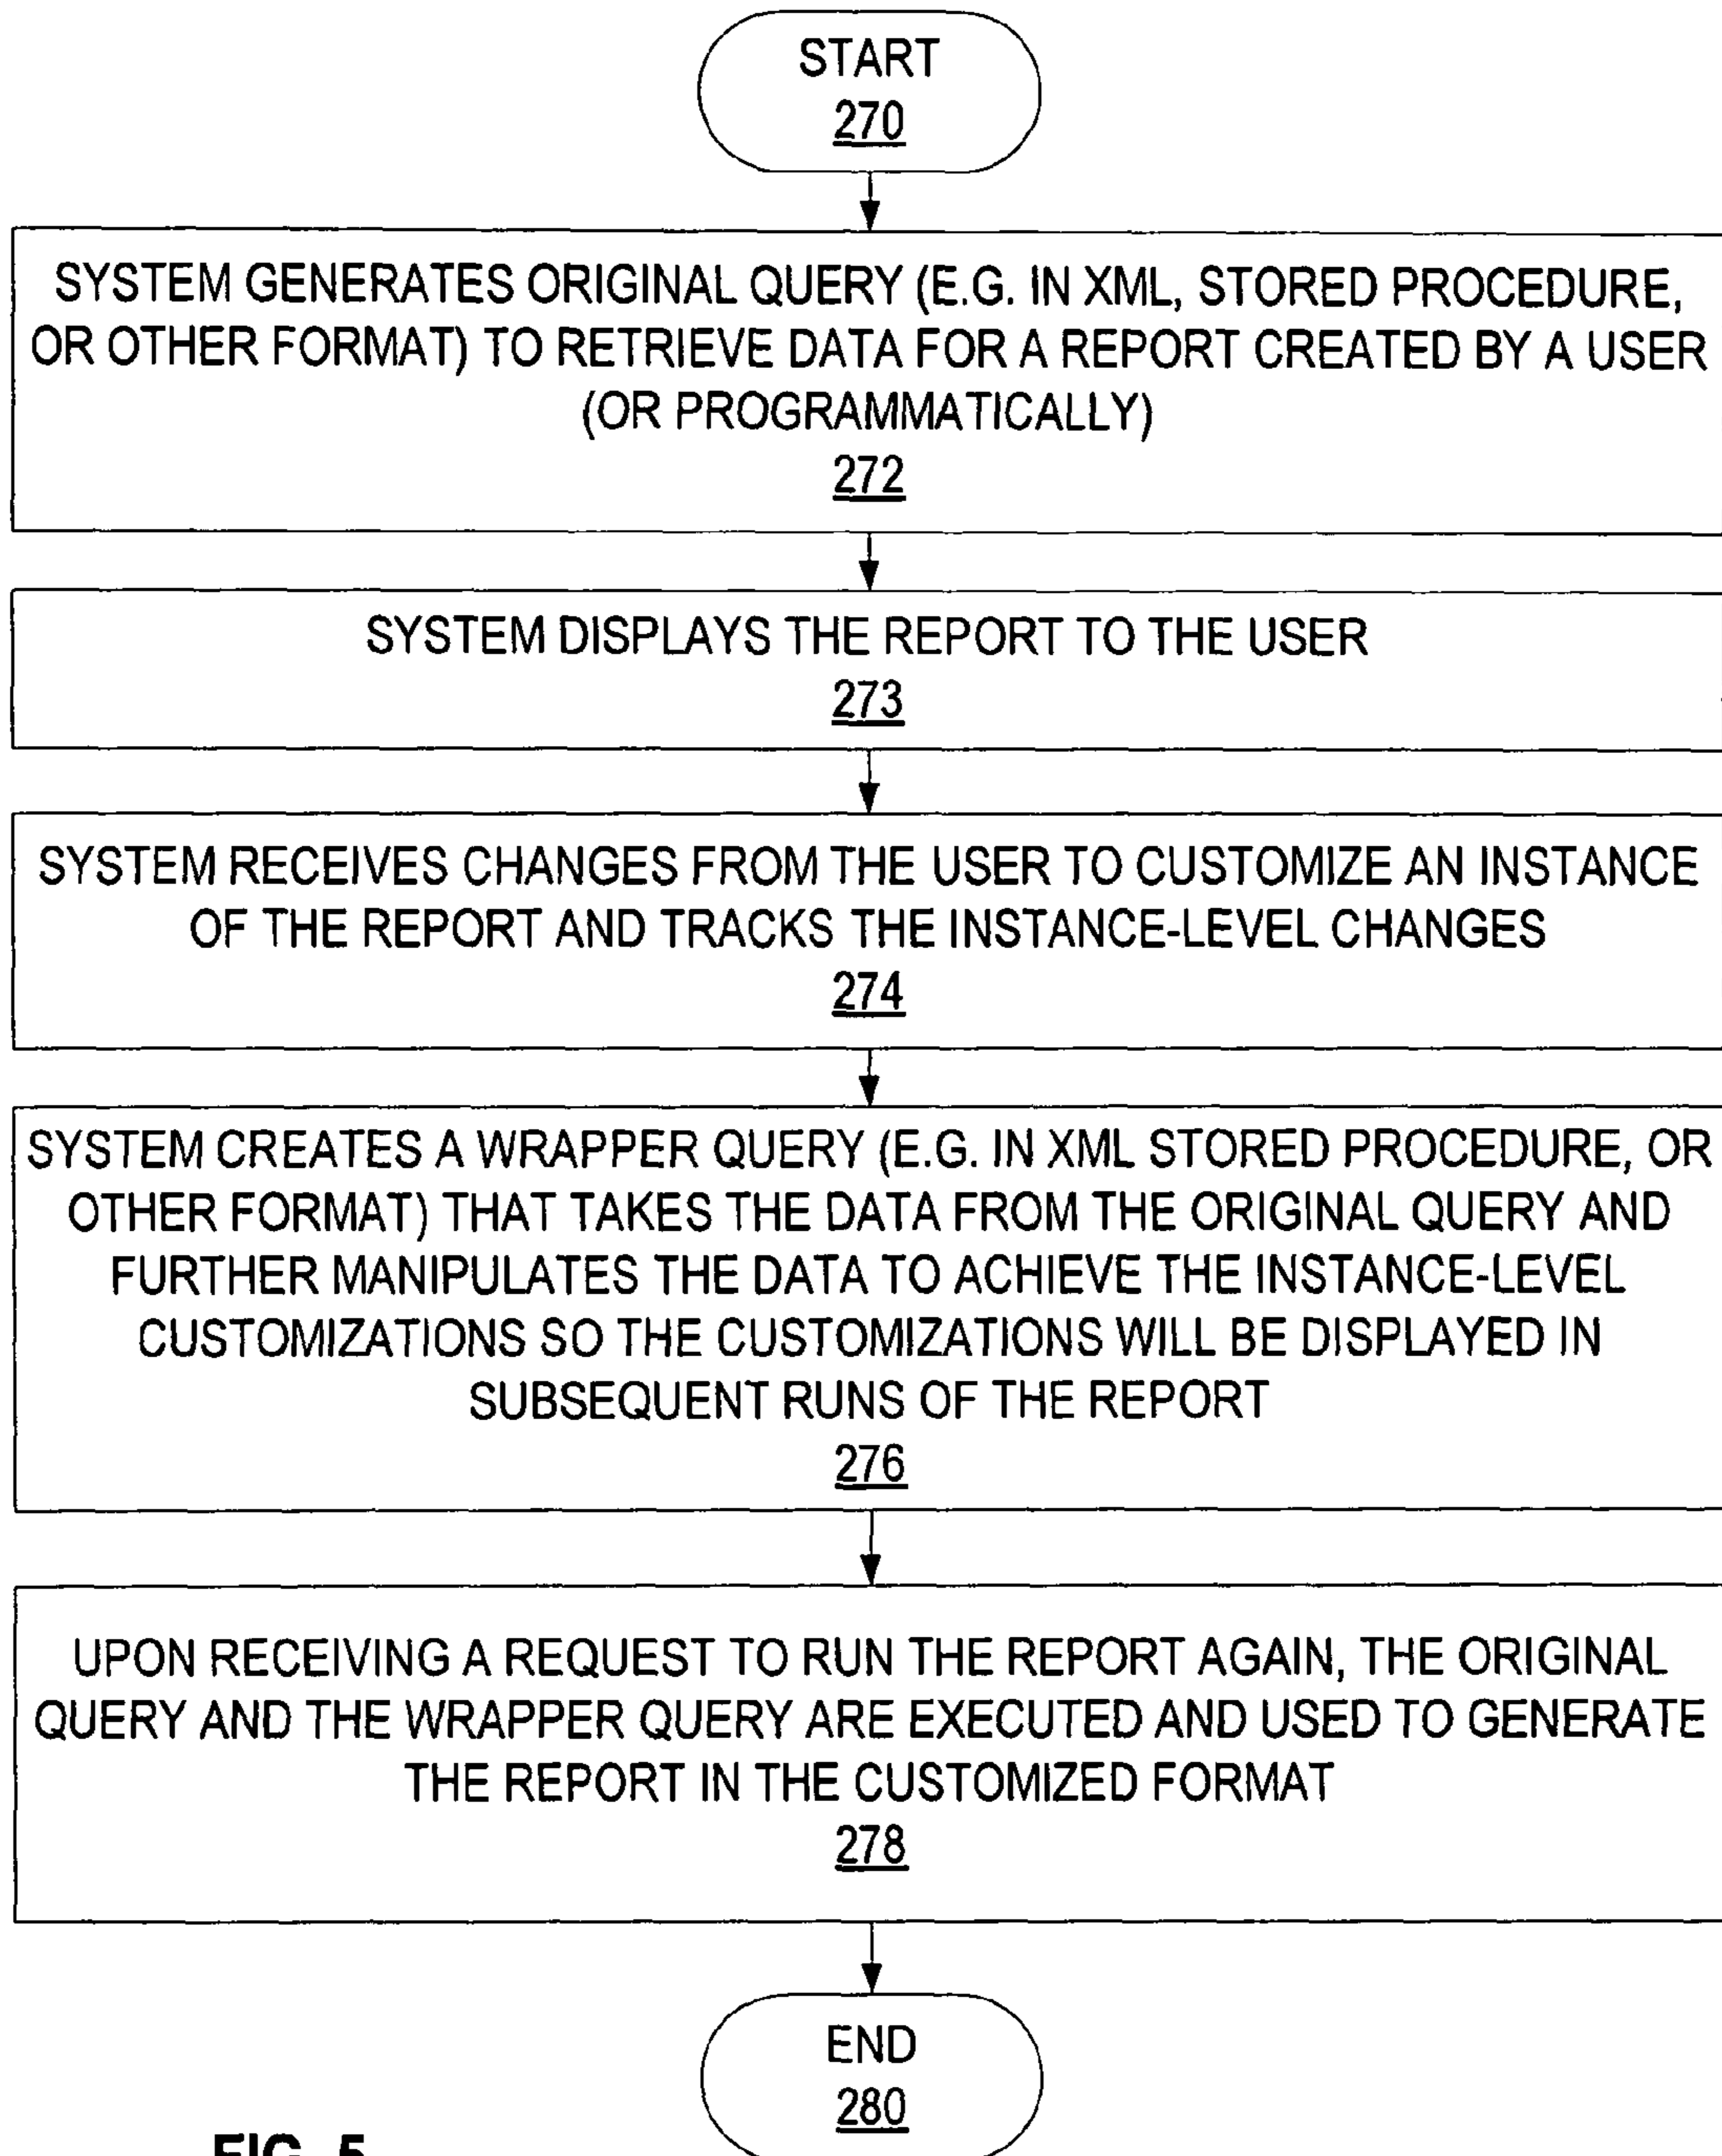 START
270
SYSTEM GENERATES ORIGINAL QUERY (E.G. IN XML, STORED PROCEDURE,
OR OTHER FORMAT) TO RETRIEVE DATA FOR A REPORT CREATED BY A USER
(OR PROGRAMMATICALLY)
272
SYSTEM DISPLAYS THE REPORT TO THE USER
273
SYSTEM RECEIVES CHANGES FROM THE USER TO CUSTOMIZE AN INSTANCE
OF THE REPORT AND TRACKS THE INSTANCE-LEVEL CHANGES
274
SYSTEM CREATES A WRAPPER QUERY (E.G. IN XML STORED PROCEDURE, OR
OTHER FORMAT) THAT TAKES THE DATA FROM THE ORIGINAL QUERY AND
FURTHER MANIPULATES THE DATA TO ACHIEVE THE INSTANCE-LEVEL
CUSTOMIZATIONS SO THE CUSTOMIZATIONS WILL BE DISPLAYED IN
SUBSEQUENT RUNS OF THE REPORT
276
UPON RECEIVING A REQUEST TO RUN THE REPORT AGAIN, THE ORIGINAL
QUERY AND THE WRAPPER QUERY ARE EXECUTED AND USED TO GENERATE
THE REPORT IN THE CUSTOMIZED FORMAT
278
END
280
FIG. 5